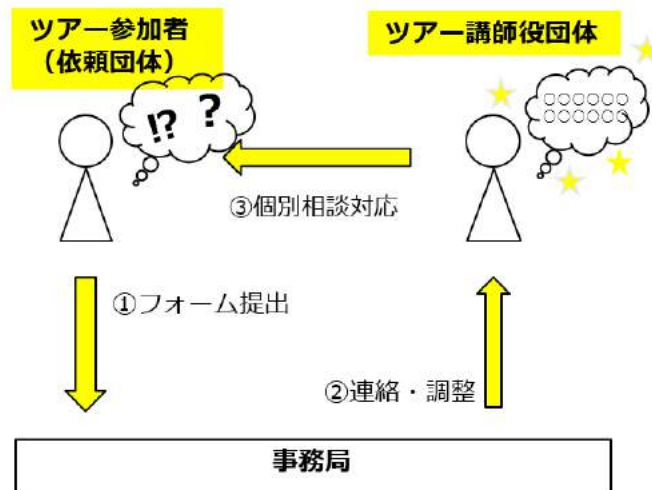 ツアー参加者
（依頼団体）
ツアー講師役団体
!? ?
○○○○○○
○○○○○○
③個別相談対応
①フォーム提出
②連絡・調整
事務局